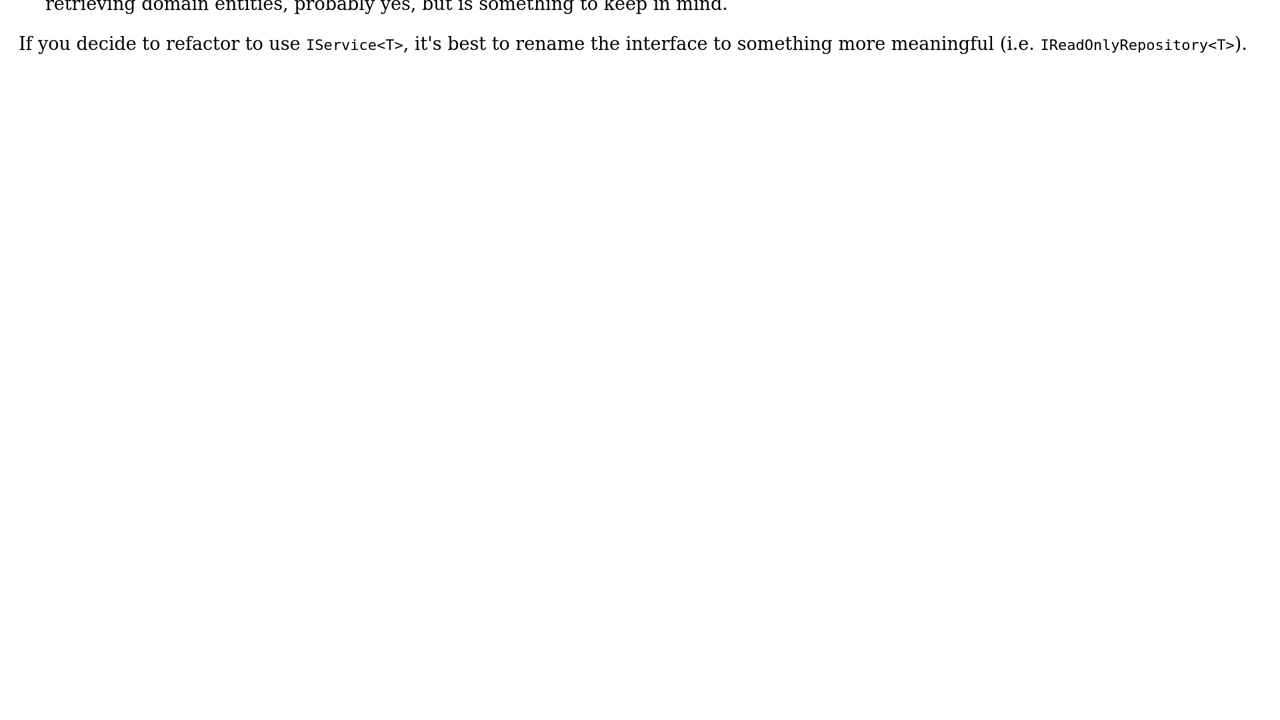 retrieving domain entities, probably yes, but is something to keep in mind.
If you decide to refactor to use IService<T>, it's best to rename the interface to something more meaningful (i.e. IReadOnlyRepository<T>).